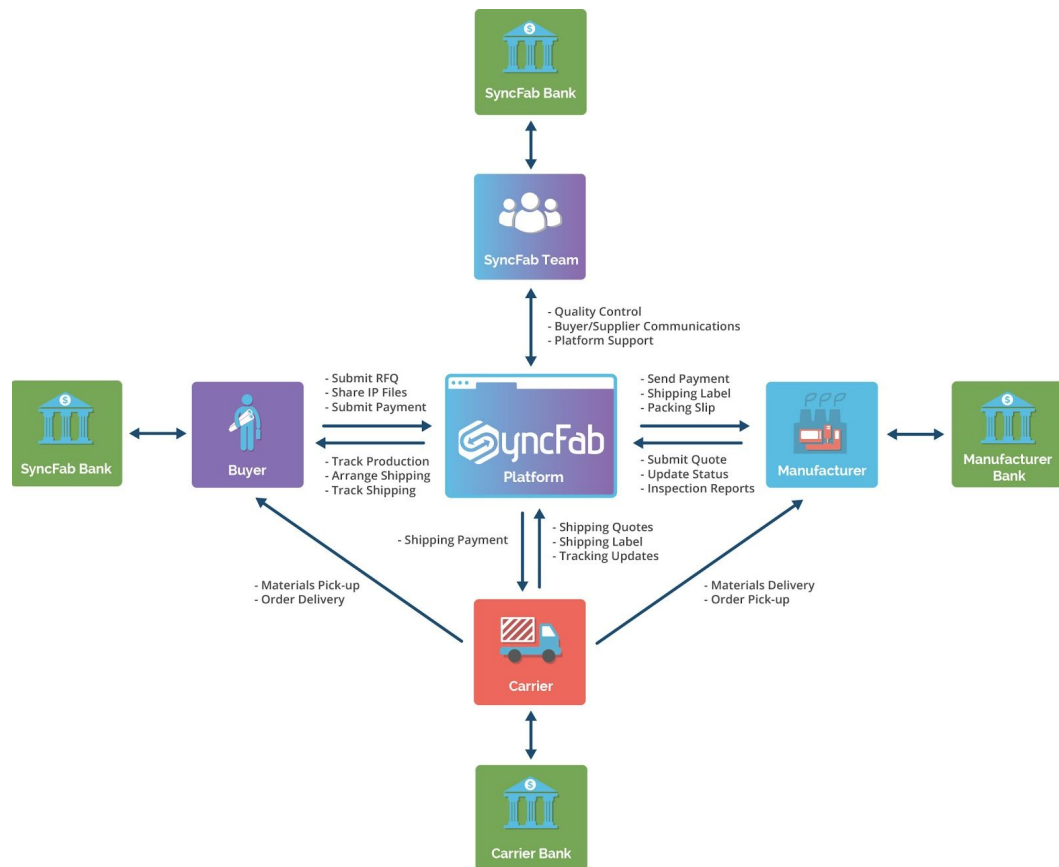 SyncFab Bank
SyncFab Team
- Quality Control
- Buyer/Supplier Communications
- Platform Support
- Submit RFQ
- Share IP Files
- Submit Payment
- Send Payment
- Shipping Label
- Packing Slip
SyncFab Bank
Buyer
SyncFab
Platform
Manufacturer
Manufacturer
Bank
- Track Production
- Arrange Shipping
- Track Shipping
- Submit Quote
- Update Status
- Inspection Reports
- Shipping Payment
- Shipping Quotes
- Shipping Label
- Tracking Updates
- Materials Pick-up
- Order Delivery
- Materials Delivery
- Order Pick-up
Carrier
Carrier Bank